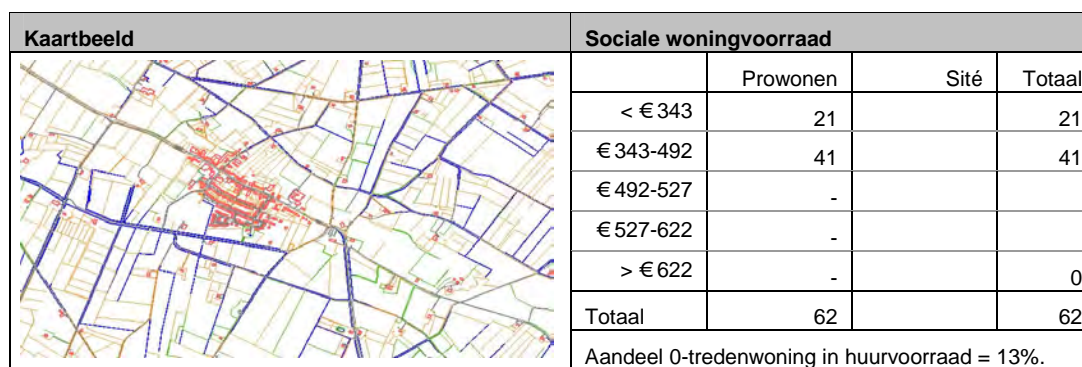 Kaartbeeld Sociale woningvoorraad
Prowonen Sité Totaal
< € 343 21 21
€ 343-492 41 41
€ 492-527 -
€ 527-622 -
> € 622 - 0
Totaal 62 62
Aandeel 0-tredenwoning in huurvoorraad = 13%.